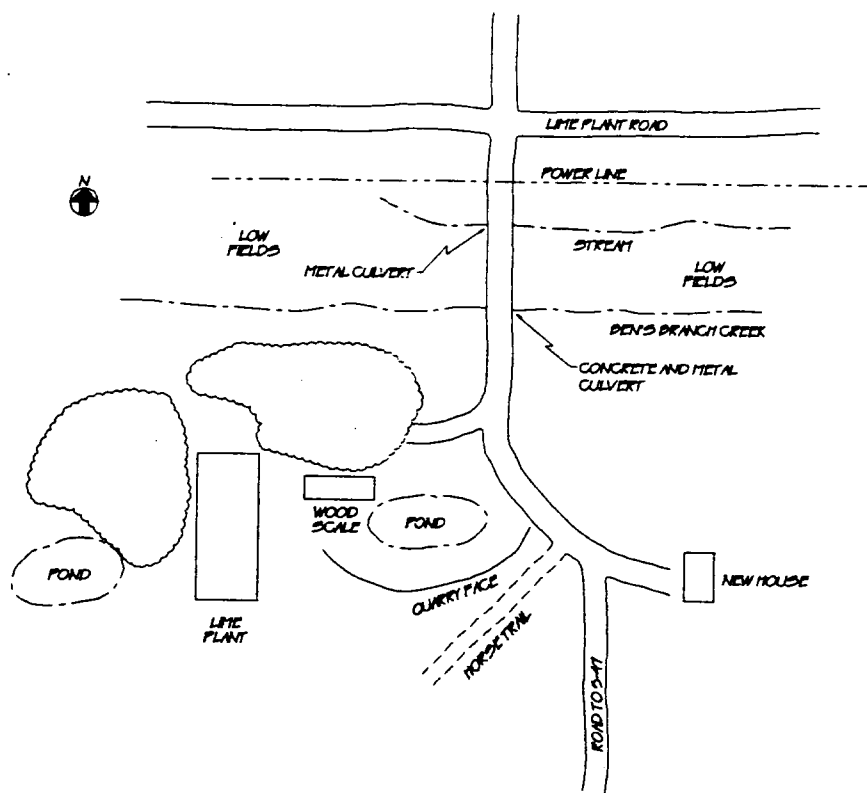 LIME PLANT ROAD
POWER LINE
N
LOW
FIELDS
STREAM
METAL CULVERT
LOW
FIELDS
BEN'S BRANCH CREEK
CONCRETE AND METAL
CULVERT
WOOD
SCALE
POND
POND
QUARRY FACE
NEW HOUSE
LIME
PLANT
HORSE TRAIL
ROAD TO S-47